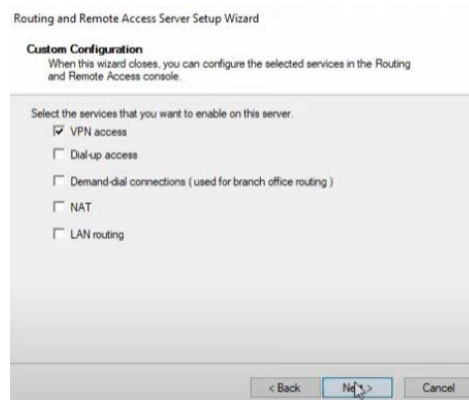 Routing and Remote Access Server Setup Wizard
Custom Configuration
When this wizard closes, you can configure the selected services in the Routing
and Remote Access console.
Select the services that you want to enable on this server.
VPN access
Dial-up access
Demand-dial connections ( used for branch office routing )
NAT
LAN routing
< Back
Next >
Cancel